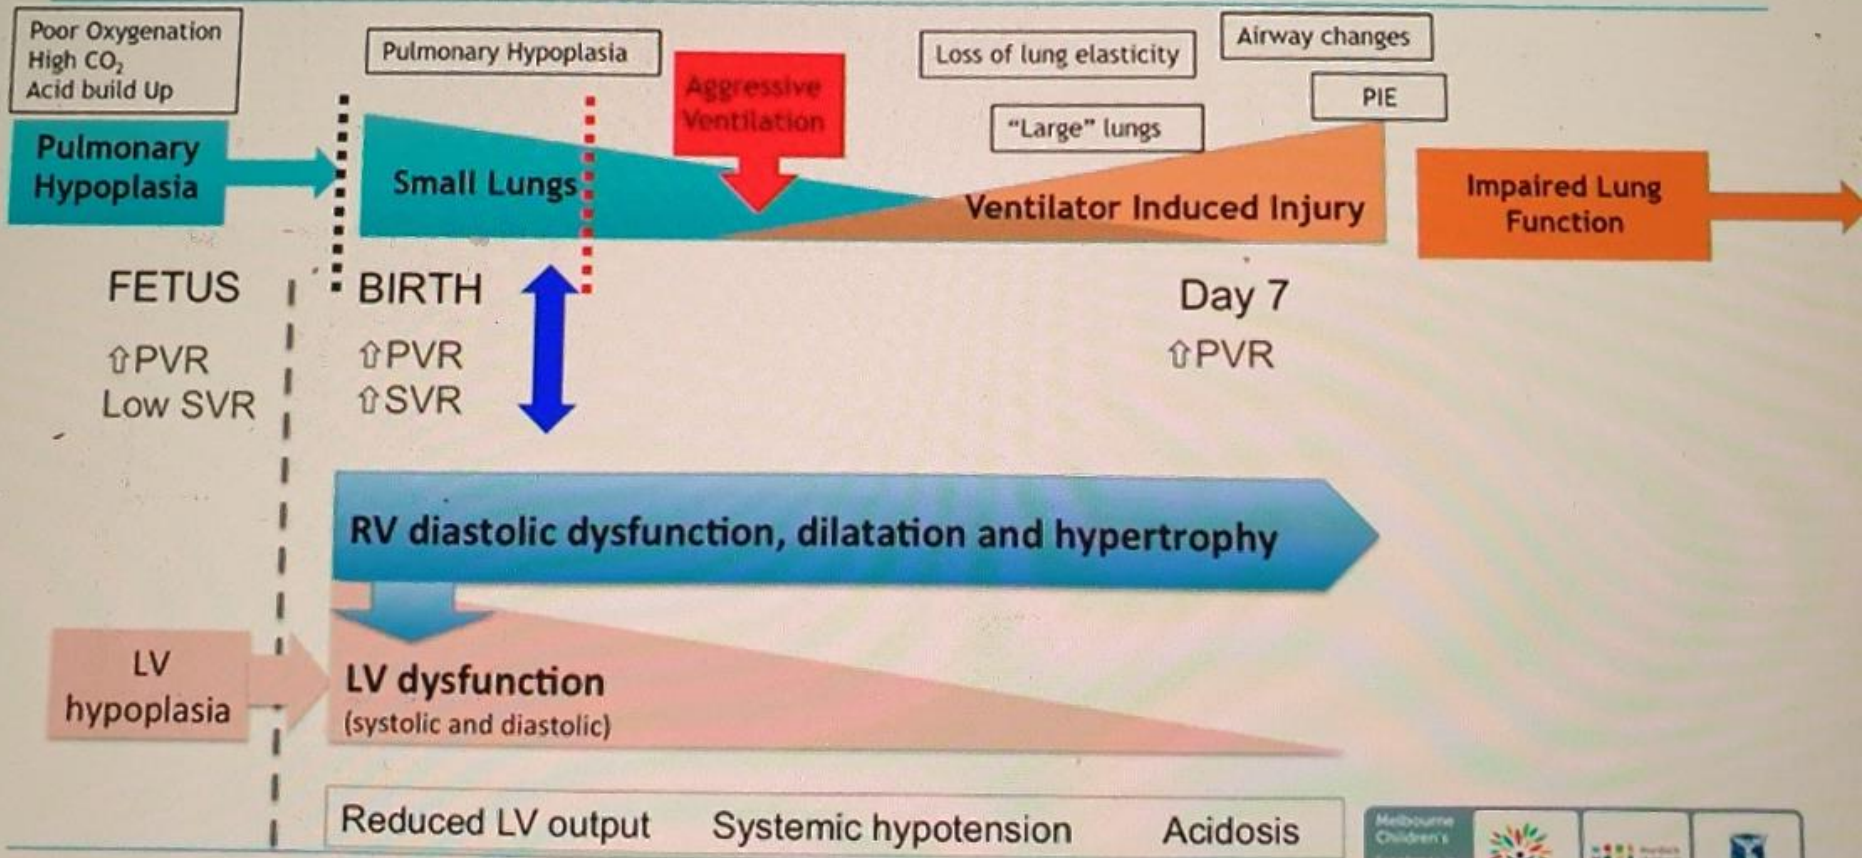 Poor Oxygenation
High CO₂
Acid build Up
Pulmonary Hypoplasia
Aggressive
Ventilation
Loss of lung elasticity
Airway changes
"Large" lungs
PIE
Pulmonary
Hypoplasia
Small Lungs
Ventilator Induced Injury
Impaired Lung
Function
FETUS
BIRTH
Day 7
⇧PVR
Low SVR
⇧PVR
⇧SVR
⇧PVR
RV diastolic dysfunction, dilatation and hypertrophy
LV
hypoplasia
LV dysfunction
(systolic and diastolic)
Reduced LV output
Systemic hypotension
Acidosis
Melbourne
Children's